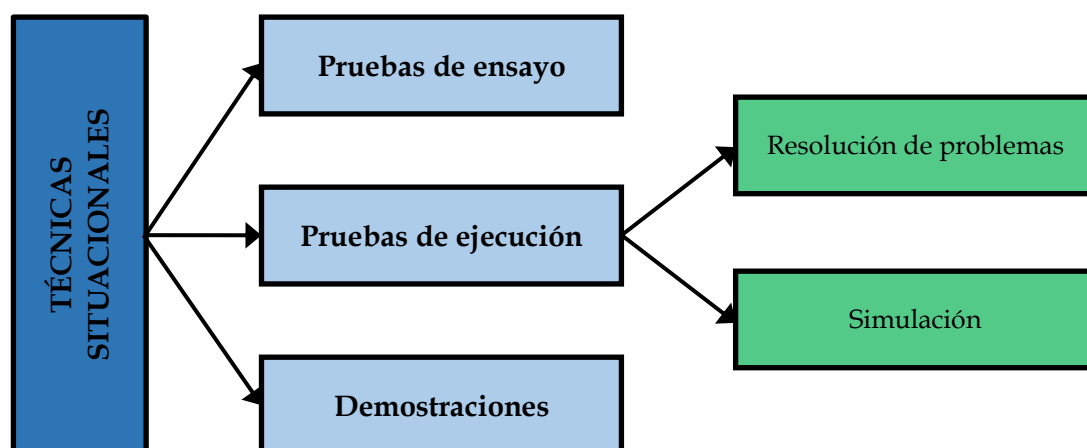 TÉCNICAS
SITUACIONALES
Pruebas de ensayo
Pruebas de ejecución
Demostraciones
Resolución de problemas
Simulación